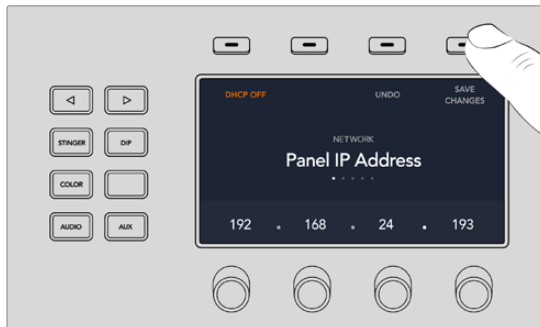 DHCP OFF
UNDO
SAVE
CHANGES
NETWORK
Panel IP Address
192 . 168 . 24 . 193
STINGER
DIP
COLOR
AUDIO
AUX